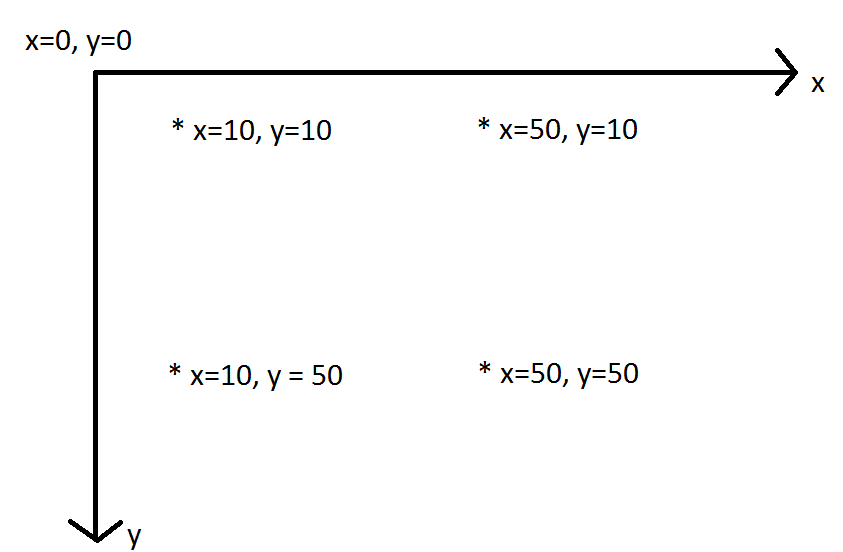 x=0, y=0
x
* x=10, y=10
* x=50, y=10
* x=10, y = 50
* x=50, y=50
y